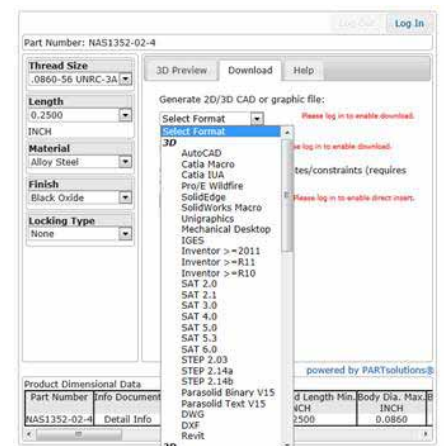 Log Out Log In
Part Number: NAS1352-02-4
Thread Size
.0860-56 UNRC-3A
Length
0.2500
INCH
Material
Alloy Steel
Finish
Black Oxide
Locking Type
None
3D Preview Download Help
Generate 2D/3D CAD or graphic file:
Select Format
Please log in to enable download.
Select Format
3D
AutoCAD
Catia Macro
Catia IUA
Pro/E Wildfire
SolidEdge
SolidWorks Macro
Unigraphics
Mechanical Desktop
IGES
Inventor >=2011
Inventor >=R11
Inventor >=R10
SAT 2.0
SAT 2.1
SAT 3.0
SAT 4.0
SAT 5.0
SAT 5.3
SAT 6.0
STEP 2.03
STEP 2.14a
STEP 2.14b
Parasolid Binary V15
Parasolid Text V15
DWG
DXF
Revit
2D
se log in to enable download.
tes/constraints (requires
Please log in to enable direct insert.
powered by PARTsolutions®
Product Dimensional Data
Part Number Info Document d Length Min. Body Dia. Max. B
NCH INCH
NAS1352-02-4 Detail Info 2500 0.0860